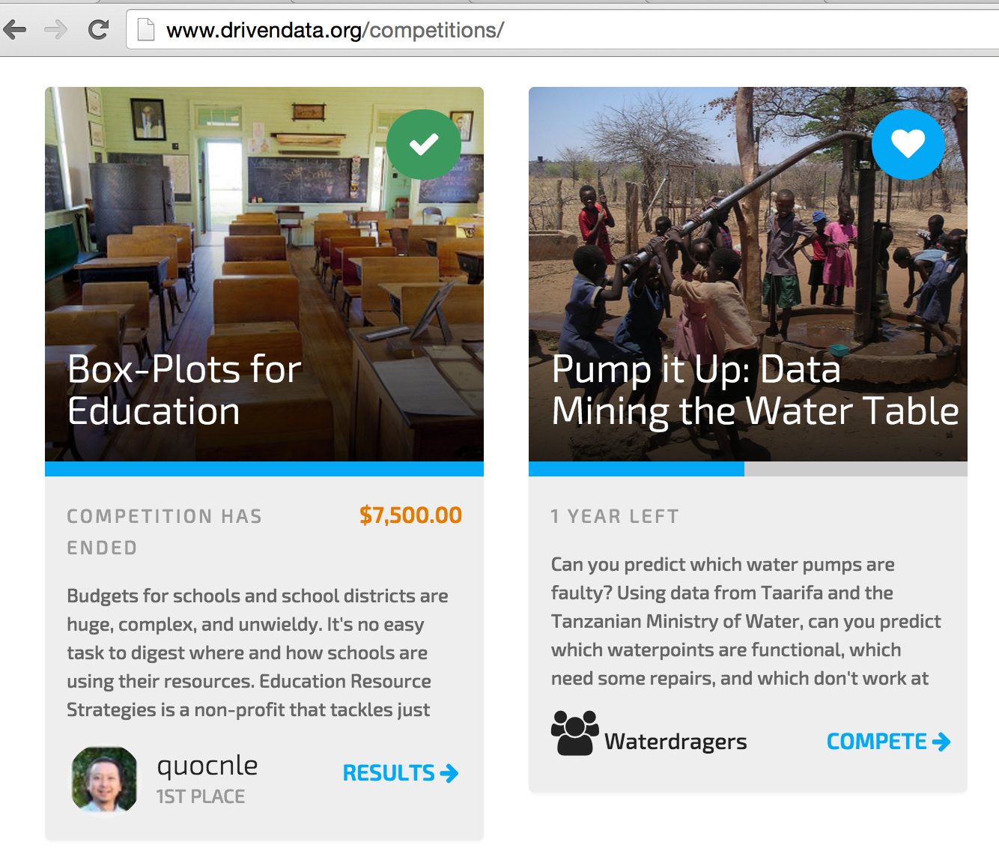 www.drivendata.org/competitions/
Box-Plots for
Education
COMPETITION HAS
ENDED
$7,500.00
Budgets for schools and school districts are
huge, complex, and unwieldy. It's no easy
task to digest where and how schools are
using their resources. Education Resource
Strategies is a non-profit that tackles just
quocnle
1ST PLACE
RESULTS
Pump it Up: Data
Mining the Water Table
1 YEAR LEFT
Can you predict which water pumps are
faulty? Using data from Taarifa and the
Tanzanian Ministry of Water, can you predict
which waterpoints are functional, which
need some repairs, and which don't work at
Waterdragers
COMPETE